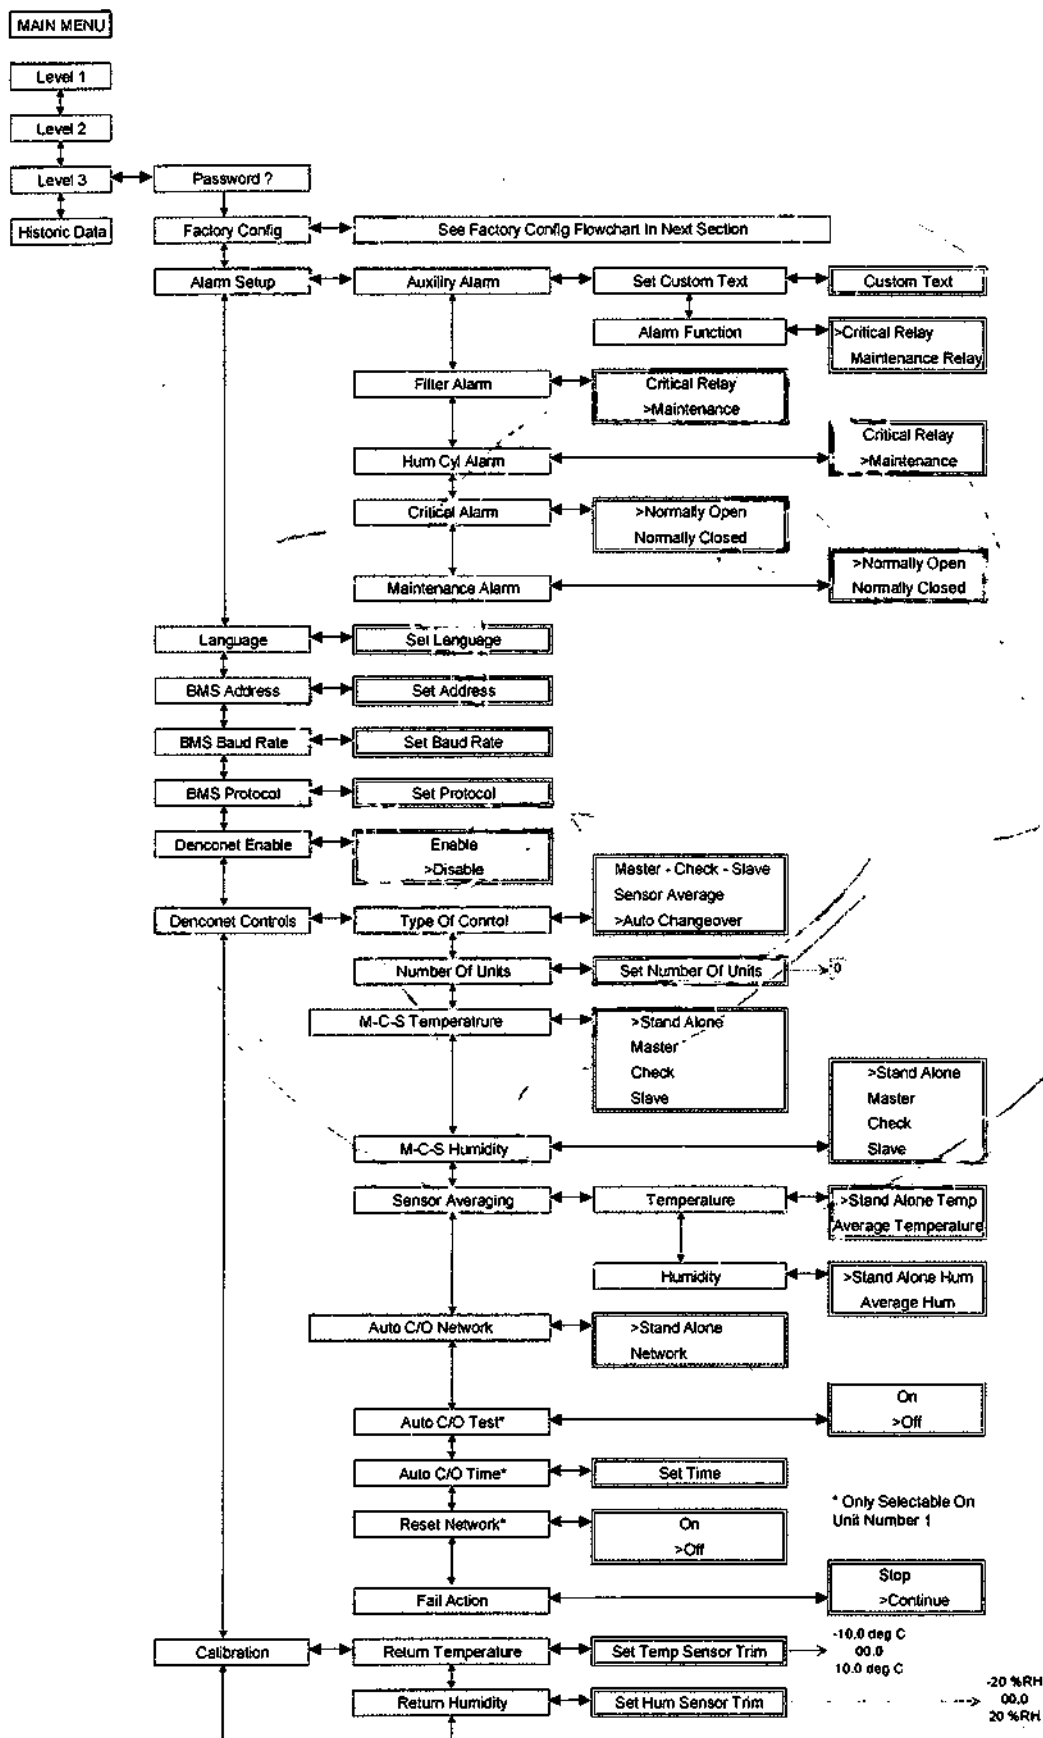 MAIN MENU
Level 1
Level 2
Level 3
Password ?
Historic Data
Factory Config
See Factory Config Flowchart In Next Section
Alarm Setup
Auxiliry Alarm
Set Custom Text
Custom Text
Alarm Function
>Critical Relay
Maintenance Relay
Filter Alarm
Critical Relay
>Maintenance
Hum Cyl Alarm
Critical Relay
>Maintenance
Critical Alarm
>Normally Open
Normally Closed
Maintenance Alarm
>Normally Open
Normally Closed
Language
Set Language
BMS Address
Set Address
BMS Baud Rate
Set Baud Rate
BMS Protocol
Set Protocol
Denconet Enable
Enable
>Disable
Denconet Controls
Type Of Conrtol
Master - Check - Slave
Sensor Average
>Auto Changeover
Number Of Units
Set Number Of Units
M-C-S Temperatrure
>Stand Alone
Master
Check
Slave
M-C-S Humidity
>Stand Alone
Master
Check
Slave
Sensor Averaging
Temperature
>Stand Alone Temp
Average Temperature
Humidity
>Stand Alone Hum
Average Hum
Auto C/O Network
>Stand Alone
Network
Auto C/O Test*
On
>Off
Auto C/O Time*
Set Time
* Only Selectable On
Unit Number 1
Reset Network*
On
>Off
Fail Action
Stop
>Continue
Calibration
Return Temperature
Set Temp Sensor Trim
-10.0 deg C
00.0
10.0 deg C
Return Humidity
Set Hum Sensor Trim
-20 %RH
00.0
20 %RH